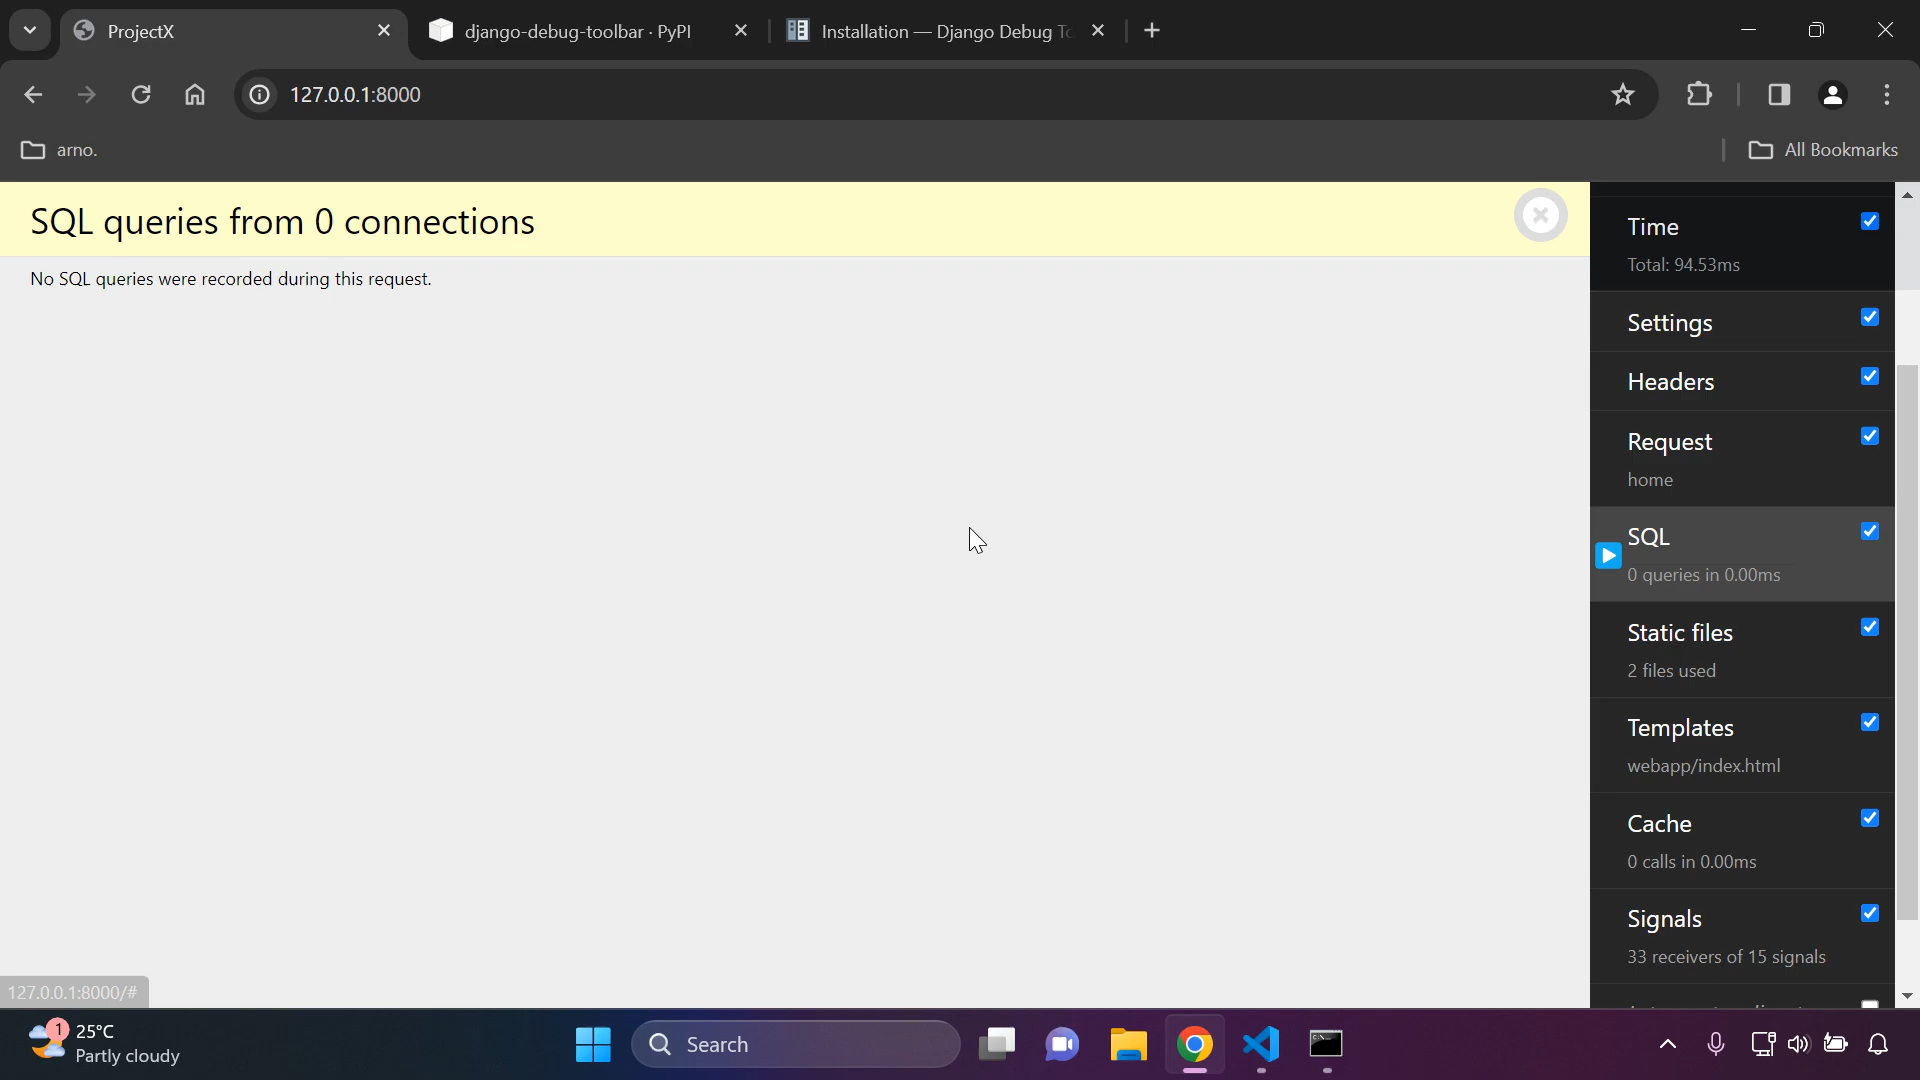 ProjectX
django-debug-toolbar · PyPI
Installation — Django Debug To
127.0.0.1:8000
arno.
All Bookmarks
SQL queries from 0 connections
No SQL queries were recorded during this request.
Time
Total: 94.53ms
Settings
Headers
Request
home
SQL
0 queries in 0.00ms
Static files
2 files used
Templates
webapp/index.html
Cache
0 calls in 0.00ms
Signals
33 receivers of 15 signals
127.0.0.1:8000/#
1
25°C
Partly cloudy
Search